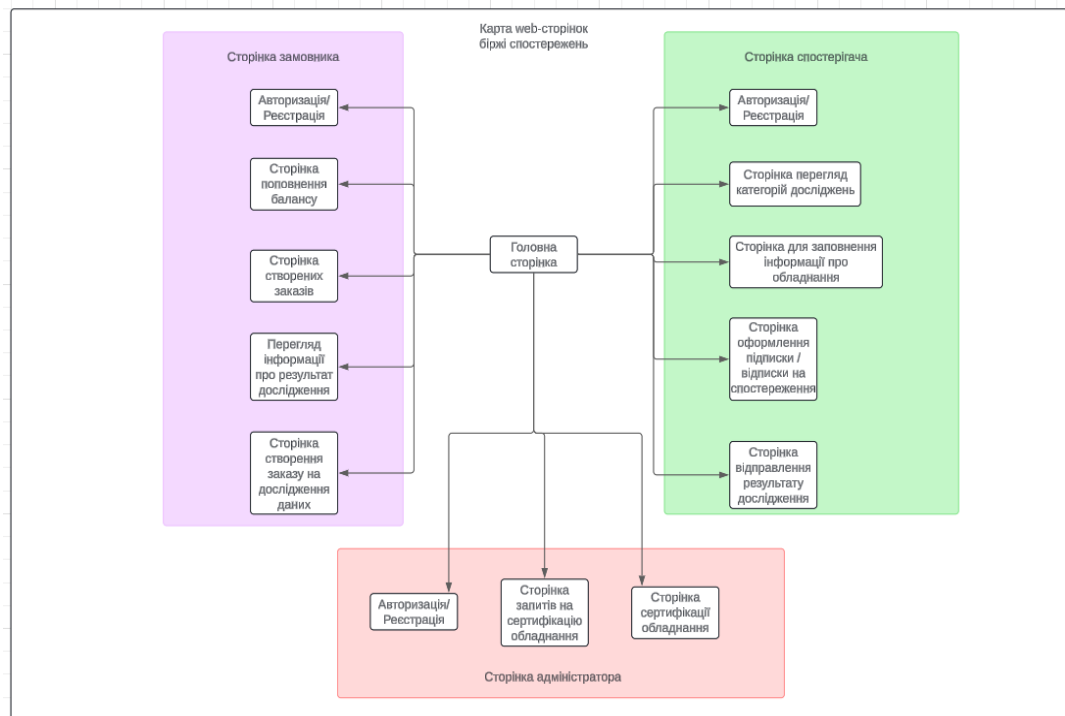 Карта web-сторінок
біржі спостережень
Сторінка замовника
Авторизація/
Реєстрація
Сторінка
поповнення
балансу
Сторінка
створених
заказів
Перегляд
інформації
про результат
дослідження
Сторінка
створення
заказу на
дослідження
даних
Головна
сторінка
Сторінка спостерігача
Авторизація/
Реєстрація
Сторінка перегляд
категорій досліджень
Сторінка для заповнення
інформації про
обладнання
Сторінка
оформлення
підписки /
відписки на
спостереження
Сторінка
відправлення
результату
дослідження
Авторизація/
Реєстрація
Сторінка
запитів на
сертифікацію
обладнання
Сторінка
сертифікації
обладнання
Сторінка адміністратора